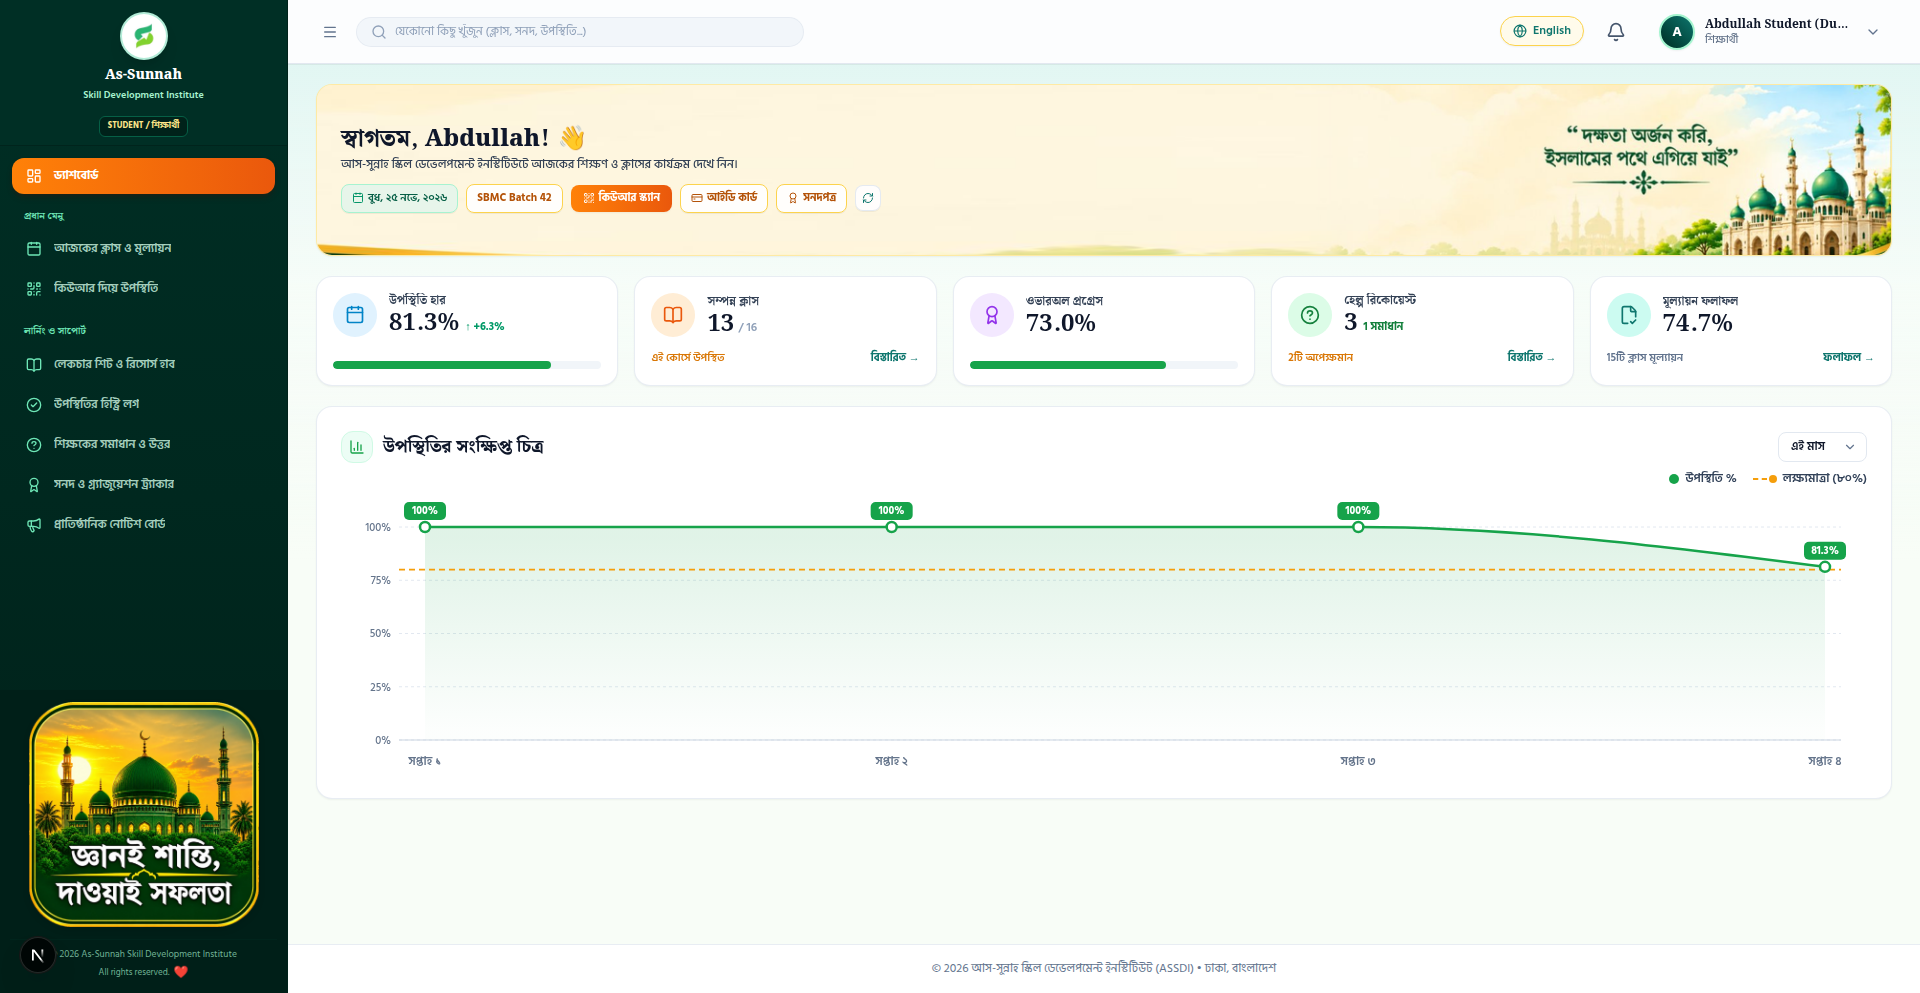 As-Sunnah
Skill Development Institute
STUDENT / শিক্ষার্থী
ড্যাশবোর্ড
প্রধান মেনু
আজকের ক্লাস ও মূল্যায়ন
কিউআর দিয়ে উপস্থিতি
লার্নিং ও সাপোর্ট
লেকচার শিট ও রিসোর্স হাব
উপস্থিতির হিস্ট্রি লগ
শিক্ষকের সমাধান ও উত্তর
সনদ ও গ্র্যাজুয়েশন ট্র্যাকার
প্রাতিষ্ঠানিক নোটিশ বোর্ড
জ্ঞানই শান্তি,
দাওয়াই সফলতা
N
2026 As-Sunnah Skill Development Institute
All rights reserved. ❤️
যেকোনো কিছু খুঁজুন (ক্লাস, সনদ, উপস্থিতি...)
English
A
Abdullah Student (Du...
শিক্ষার্থী
স্বাগতম, Abdullah! 👋
আস-সুন্নাহ স্কিল ডেভেলপমেন্ট ইনস্টিটিউটে আজকের শিক্ষণ ও ক্লাসের কার্যক্রম দেখে নিন।
বুধ, ২৫ নভে, ২০২৬
SBMC Batch 42
কিউআর স্ক্যান
আইডি কার্ড
সনদপত্র
“ দক্ষতা অর্জন করি,
ইসলামের পথে এগিয়ে যাই”
উপস্থিতি হার
81.3% ↑ +6.3%
সম্পন্ন ক্লাস
13 / 16
এই কোর্সে উপস্থিত
বিস্তারিত →
ওভারঅল প্রগ্রেস
73.0%
হেল্প রিকোয়েস্ট
3 1 সমাধান
2টি অপেক্ষমান
বিস্তারিত →
মূল্যায়ন ফলাফল
74.7%
15টি ক্লাস মূল্যায়ন
ফলাফল →
উপস্থিতির সংক্ষিপ্ত চিত্র
এই মাস
উপস্থিতি %
লক্ষ্যমাত্রা (৮০%)
100%
100%
100%
81.3%
100%
75%
50%
25%
0%
সপ্তাহ ১
সপ্তাহ ২
সপ্তাহ ৩
সপ্তাহ ৪
© 2026 আস-সুন্নাহ স্কিল ডেভেলপমেন্ট ইনস্টিটিউট (ASSDI) • ঢাকা, বাংলাদেশ